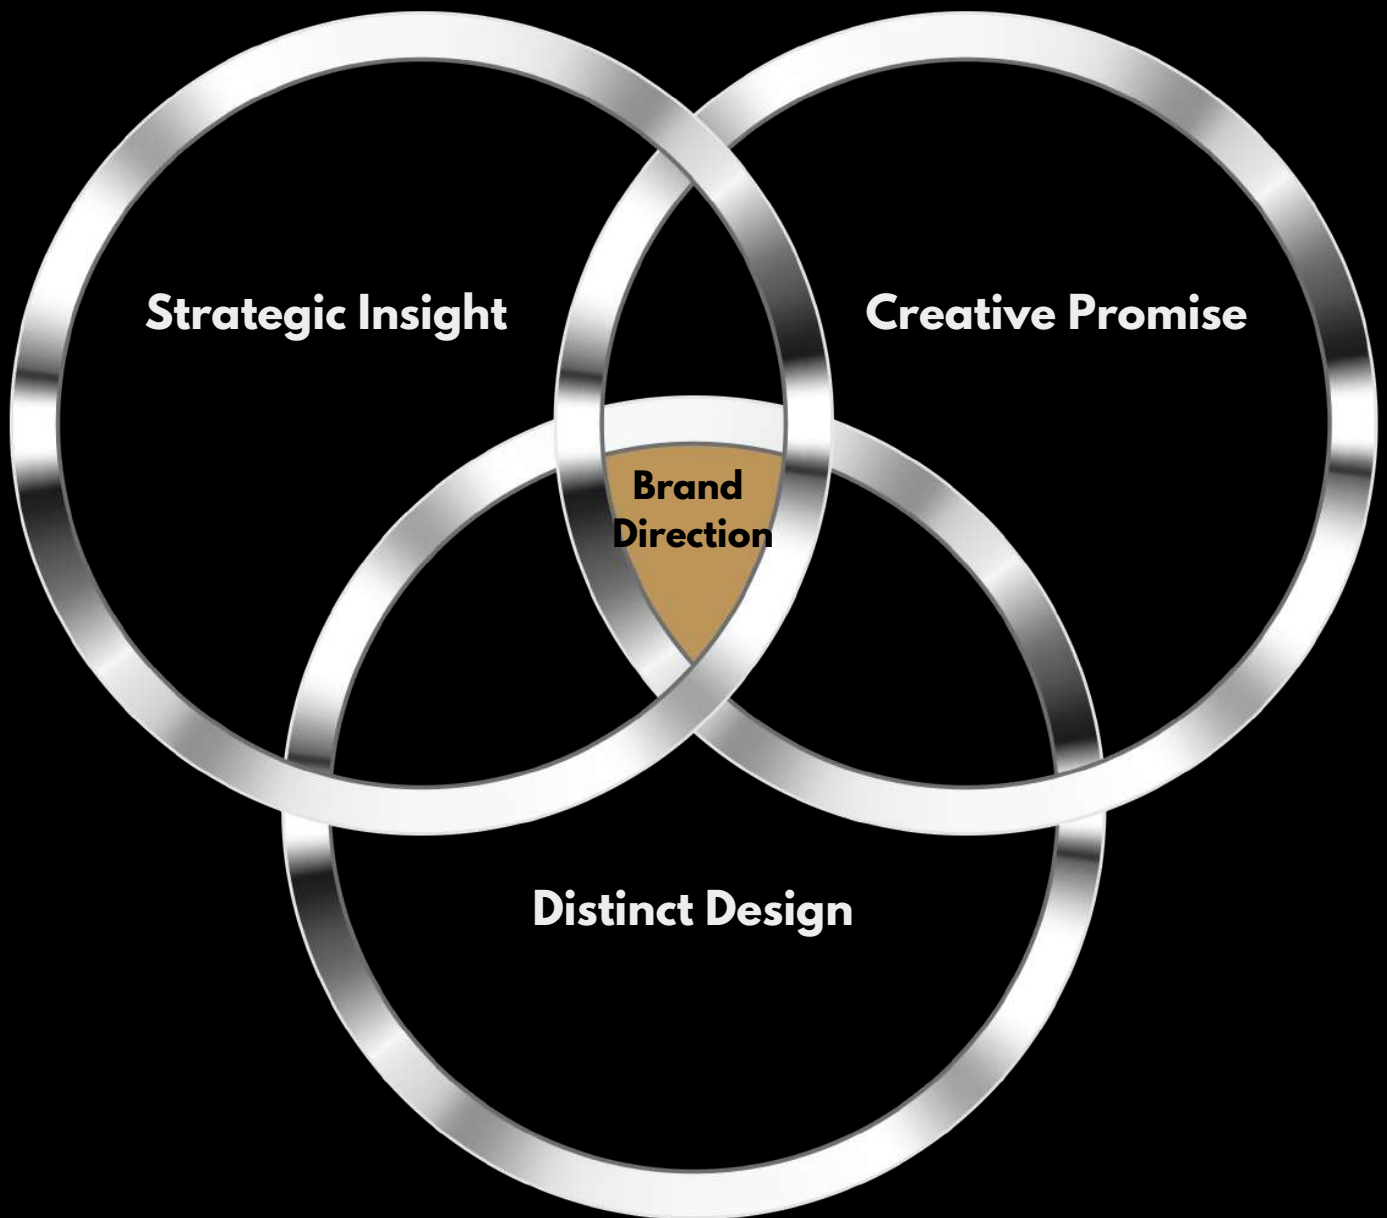 Strategic Insight
Creative Promise
Brand
Direction
Distinct Design